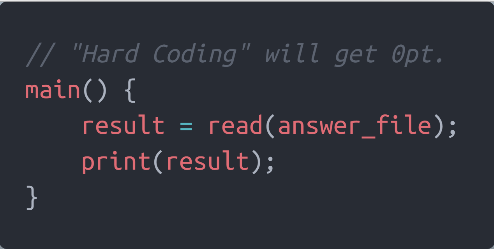 // "Hard Coding" will get 0pt.
main() {
    result = read(answer_file);
    print(result);
}